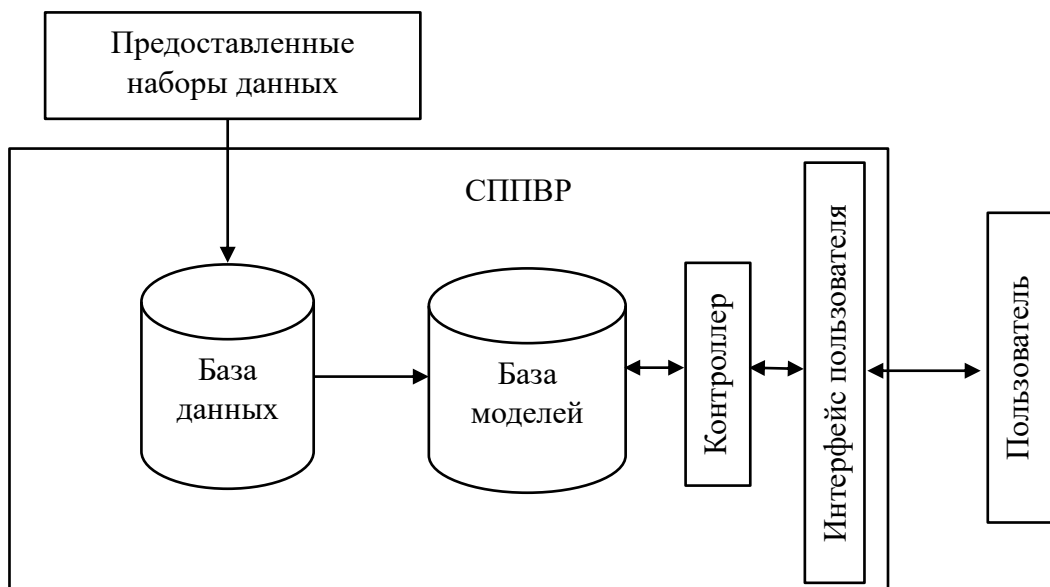 Предоставленные
наборы данных
СППВР
База
данных
База
моделей
Контроллер
Интерфейс пользователя
Пользователь